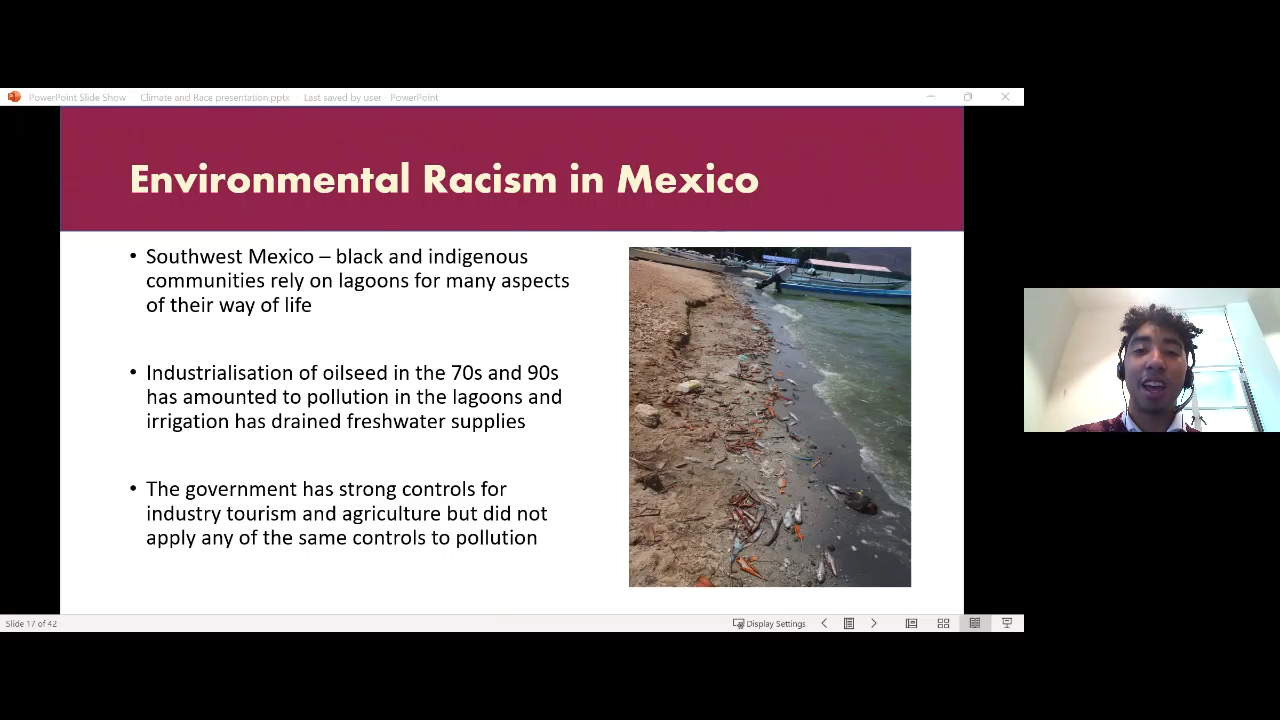 PowerPoint Slide Show - Climate and Race presentation.pptx - Last saved by user - PowerPoint
Environmental Racism in Mexico
• Southwest Mexico – black and indigenous
communities rely on lagoons for many aspects
of their way of life
• Industrialisation of oilseed in the 70s and 90s
has amounted to pollution in the lagoons and
irrigation has drained freshwater supplies
• The government has strong controls for
industry tourism and agriculture but did not
apply any of the same controls to pollution
Slide 17 of 42
Display Settings